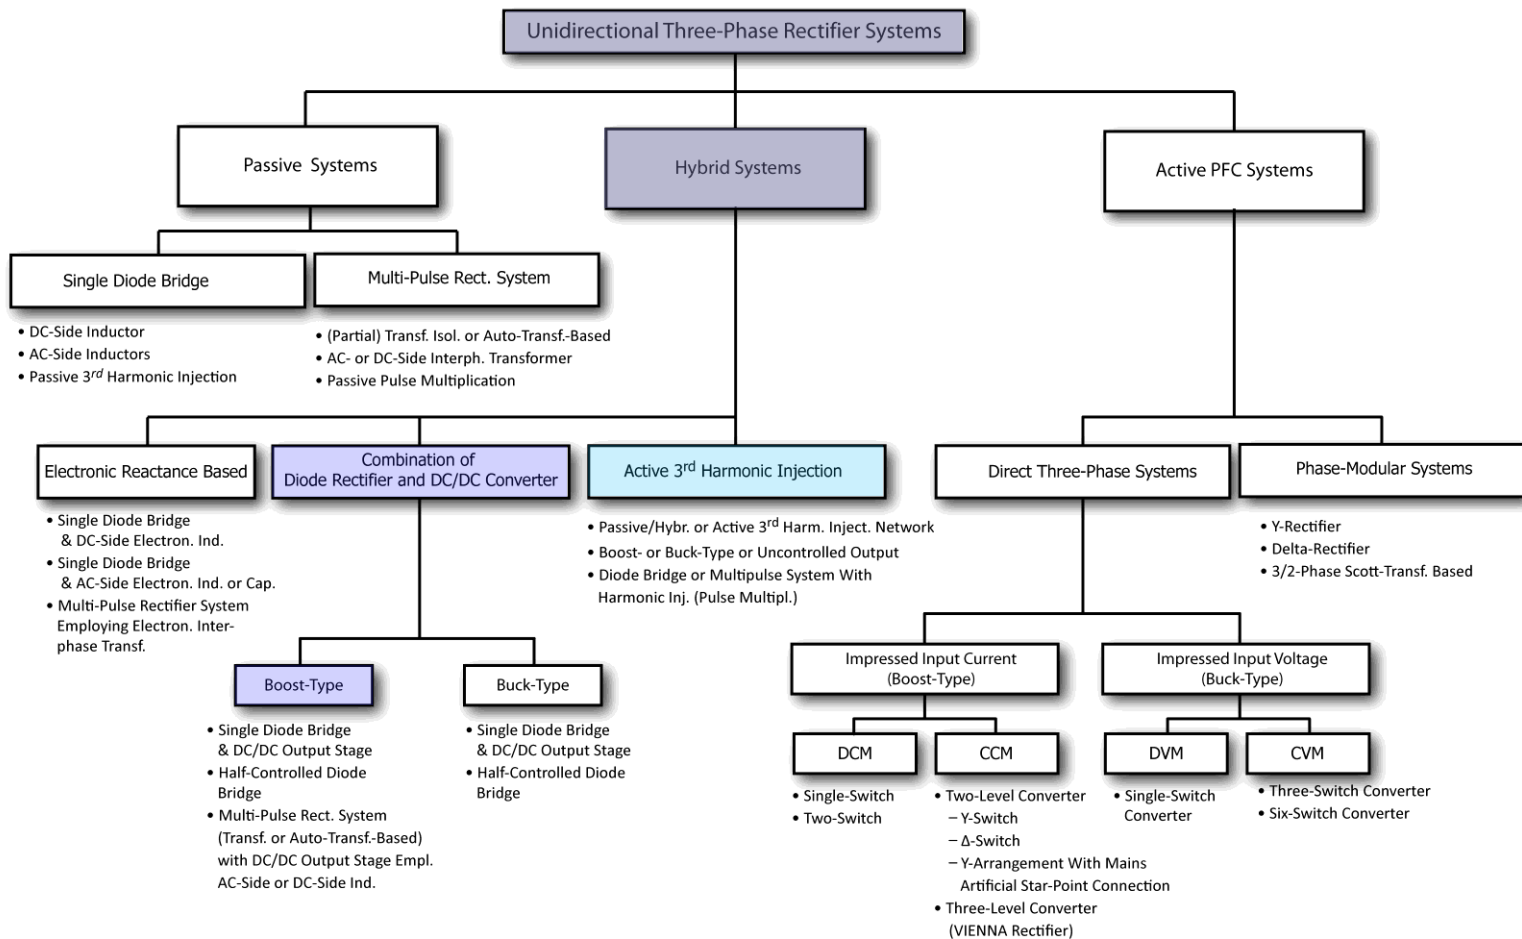 Unidirectional Three-Phase Rectifier Systems
Passive Systems
Hybrid Systems
Active PFC Systems
Single Diode Bridge
Multi-Pulse Rect. System
• DC-Side Inductor
• AC-Side Inductors
• Passive 3rd Harmonic Injection
• (Partial) Transf. Isol. or Auto-Transf.-Based
• AC- or DC-Side Interph. Transformer
• Passive Pulse Multiplication
Electronic Reactance Based
Combination of
Diode Rectifier and DC/DC Converter
Active 3rd Harmonic Injection
Direct Three-Phase Systems
Phase-Modular Systems
• Single Diode Bridge
& DC-Side Electron. Ind.
• Single Diode Bridge
& AC-Side Electron. Ind. or Cap.
• Multi-Pulse Rectifier System
Employing Electron. Inter-
phase Transf.
• Passive/Hybr. or Active 3rd Harm. Inject. Network
• Boost- or Buck-Type or Uncontrolled Output
• Diode Bridge or Multipulse System With
Harmonic Inj. (Pulse Multipl.)
• Y-Rectifier
• Delta-Rectifier
• 3/2-Phase Scott-Transf. Based
Boost-Type
Buck-Type
• Single Diode Bridge
& DC/DC Output Stage
• Half-Controlled Diode
Bridge
• Multi-Pulse Rect. System
(Transf. or Auto-Transf.-Based)
with DC/DC Output Stage Empl.
AC-Side or DC-Side Ind.
• Single Diode Bridge
& DC/DC Output Stage
• Half-Controlled Diode
Bridge
Impressed Input Current
(Boost-Type)
Impressed Input Voltage
(Buck-Type)
DCM
CCM
DVM
CVM
• Single-Switch
• Two-Switch
• Two-Level Converter
– Y-Switch
– Δ-Switch
– Y-Arrangement With Mains
Artificial Star-Point Connection
• Three-Level Converter
(VIENNA Rectifier)
• Single-Switch
Converter
• Three-Switch Converter
• Six-Switch Converter